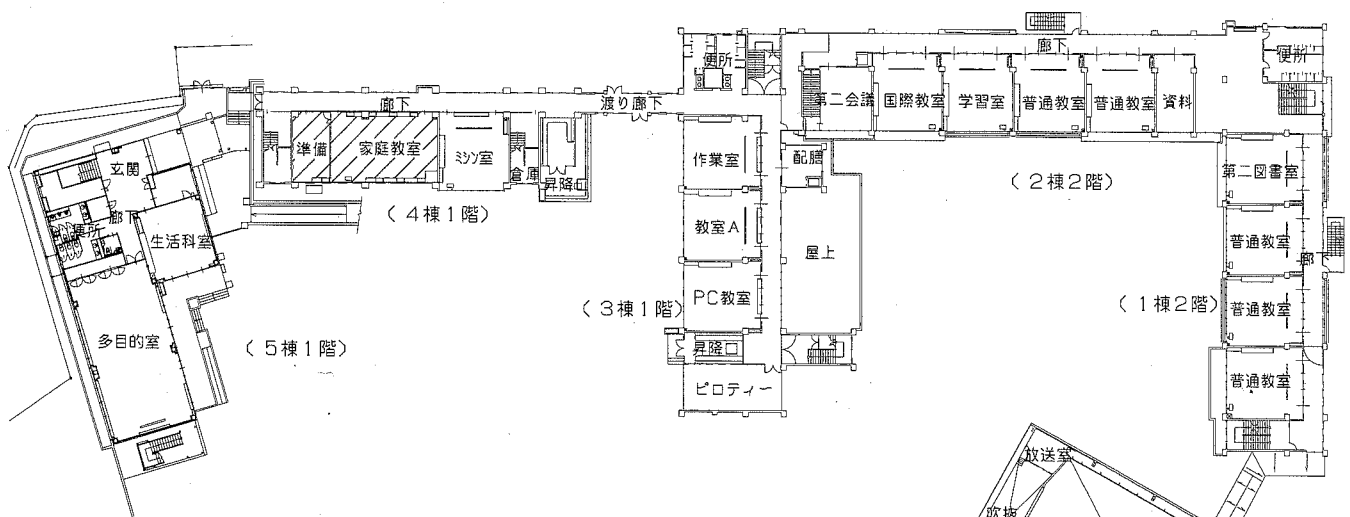 玄関
廊下
便所
生活科室
多目的室
(5棟1階)
廊下
準備
家庭教室
ミシン室
倉庫
昇降口
(4棟1階)
渡り廊下
便所
作業室
教室A
PC教室
昇降口
ピロティー
(3棟1階)
配膳
屋上
廊下
第二会議
国際教室
学習室
普通教室
普通教室
資料
便所
(2棟2階)
第二図書室
普通教室
廊下
普通教室
普通教室
(1棟2階)
放送室